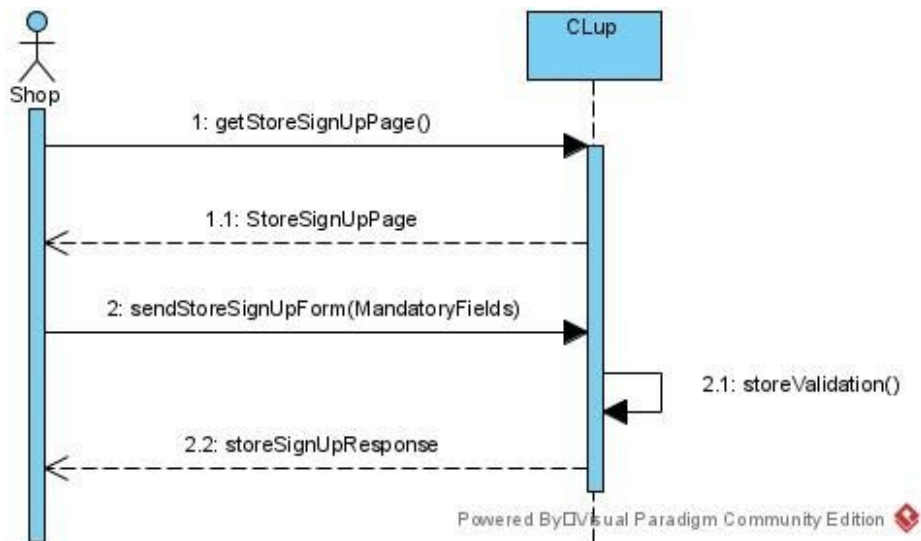 CLup
Shop
1: getStoreSignUpPage()
1.1: StoreSignUpPage
2: sendStoreSignUpForm(MandatoryFields)
2.1: storeValidation()
2.2: storeSignUpResponse
Powered By□Visual Paradigm Community Edition